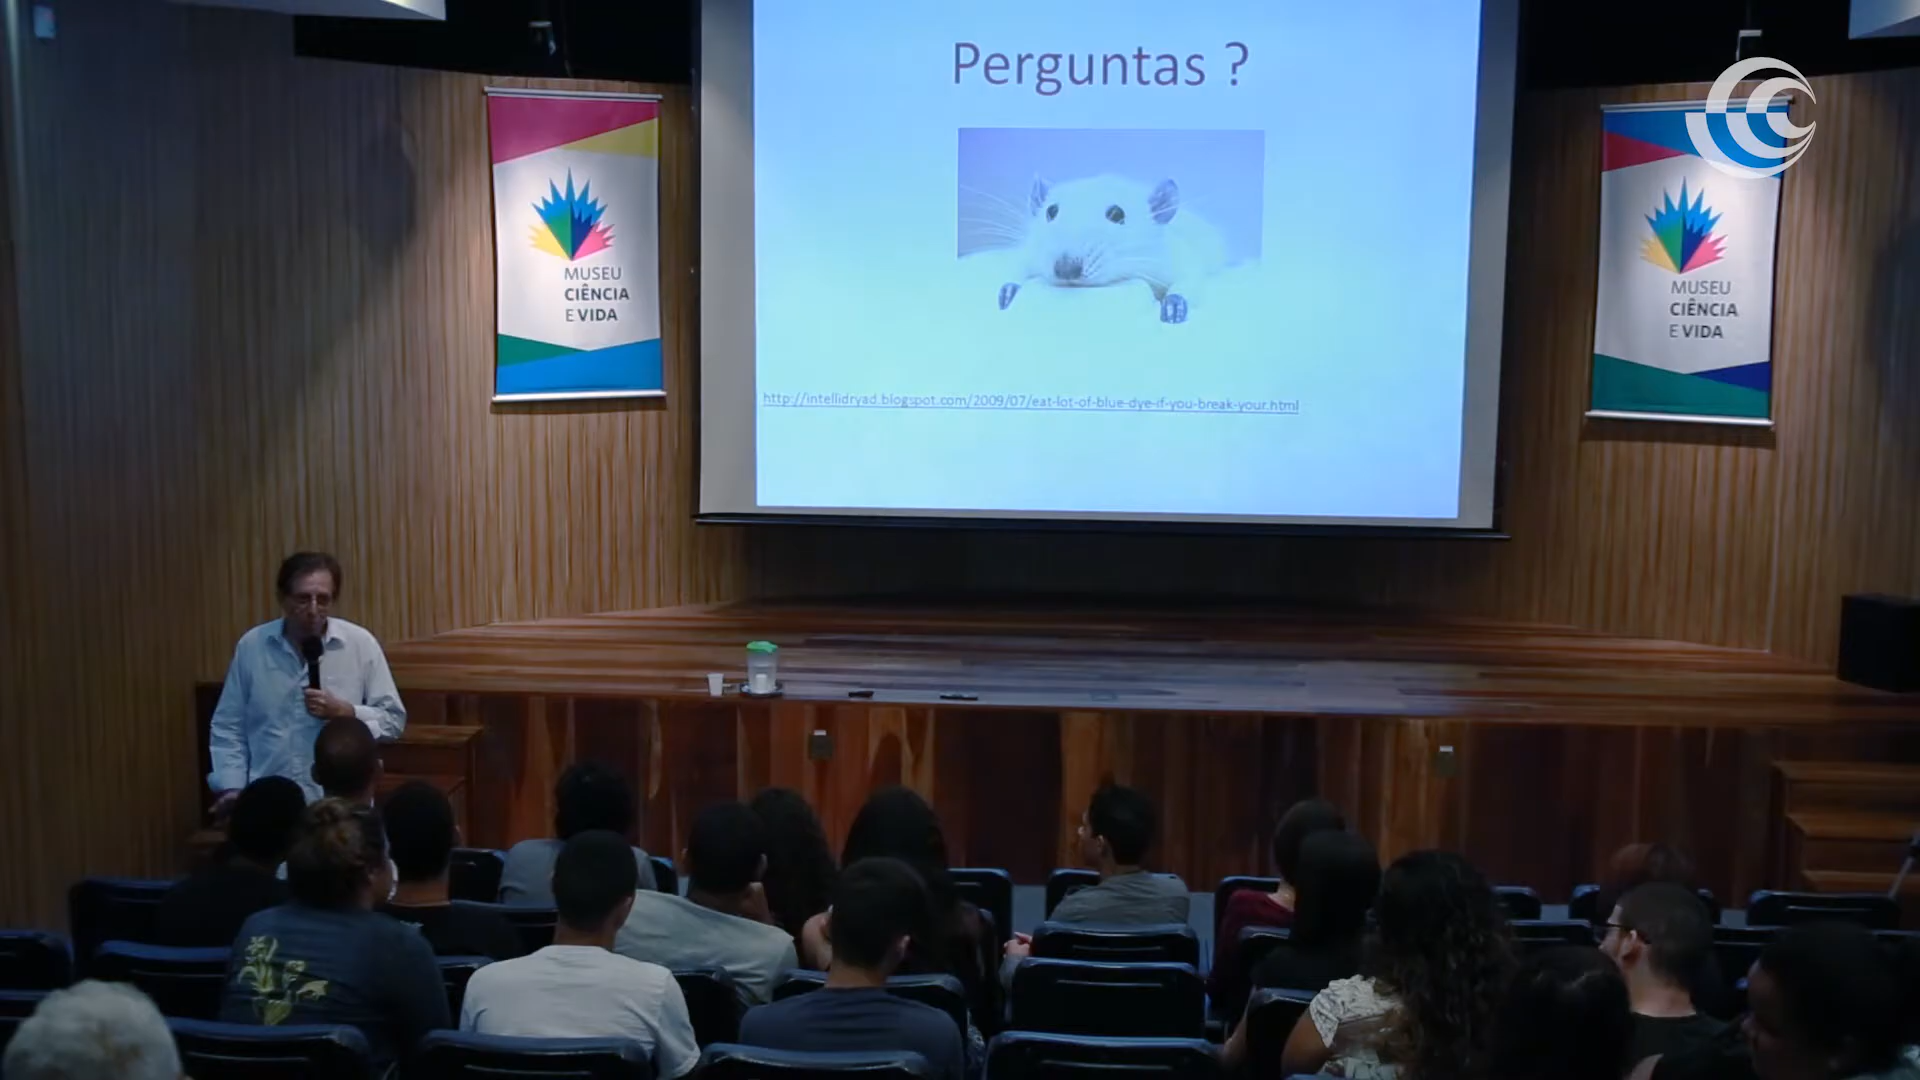 Perguntas ?
http://intellidryad.blogspot.com/2009/07/eat-lot-of-blue-dye-if-you-break-your.html
MUSEU
CIÊNCIA
E VIDA
MUSEU
CIÊNCIA
E VIDA